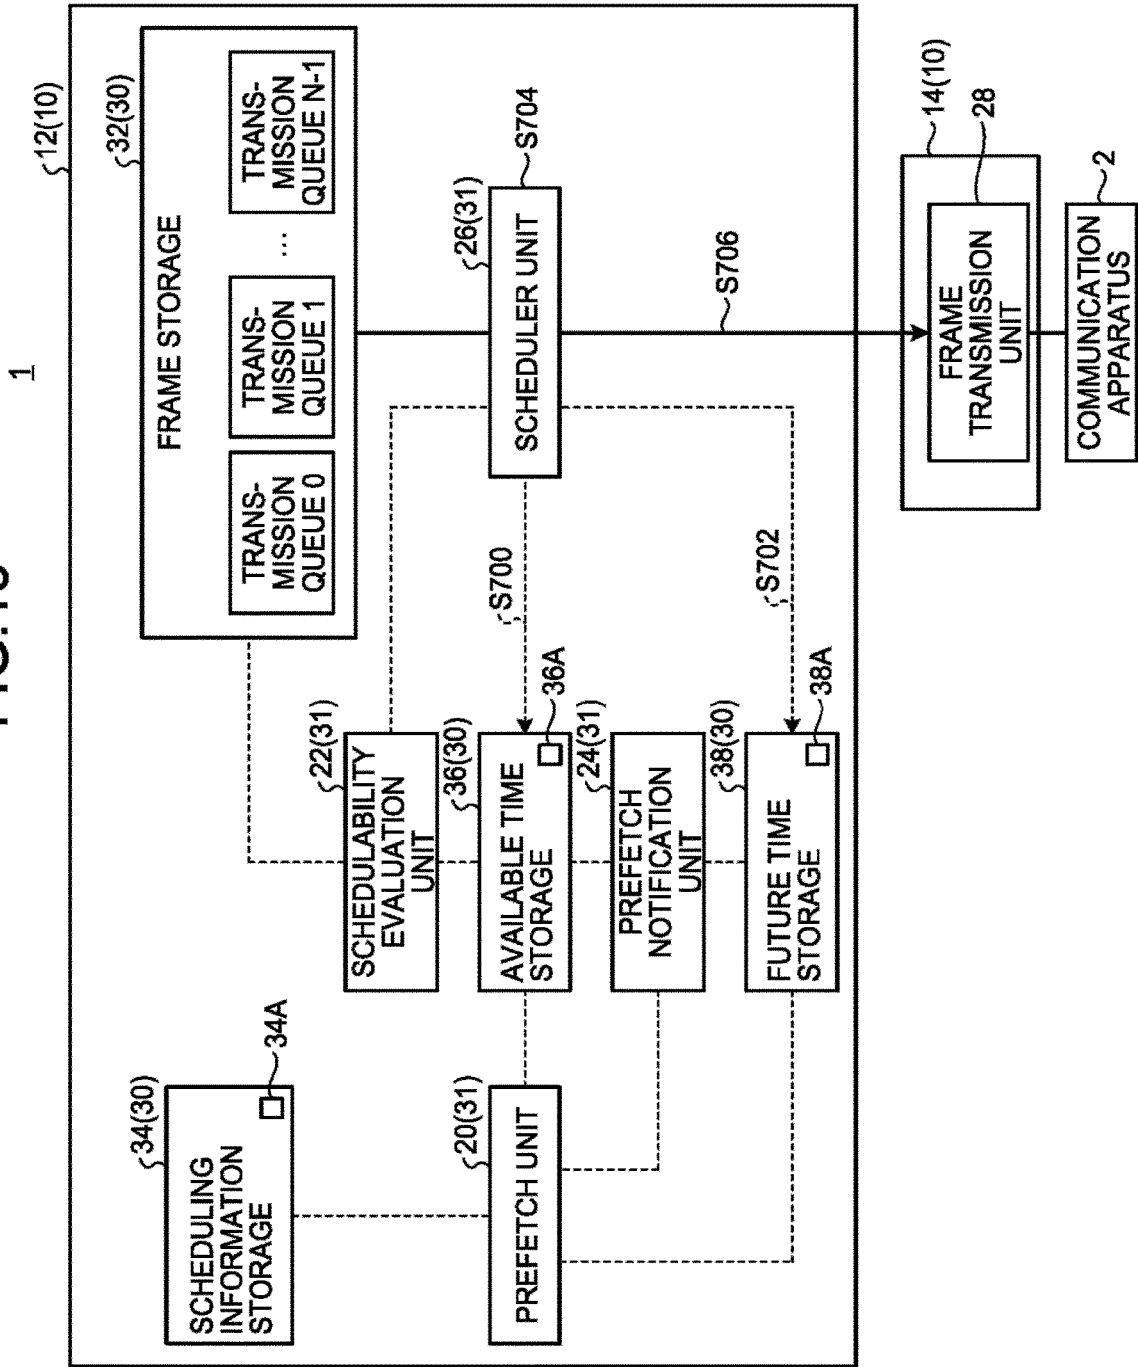 1
12(10)
32(30)
FRAME STORAGE
TRANS-
MISSION
QUEUE 0
TRANS-
MISSION
QUEUE 1
...
TRANS-
MISSION
QUEUE N-1
34(30)
SCHEDULING
INFORMATION
STORAGE
34A
22(31)
SCHEDULABILITY
EVALUATION
UNIT
20(31)
PREFETCH UNIT
36(30)
AVAILABLE TIME
STORAGE
36A
S700
26(31)
SCHEDULER UNIT
S704
24(31)
PREFETCH
NOTIFICATION
UNIT
38(30)
FUTURE TIME
STORAGE
38A
S702
S706
14(10)
FRAME
TRANSMISSION
UNIT
28
COMMUNICATION
APPARATUS
2